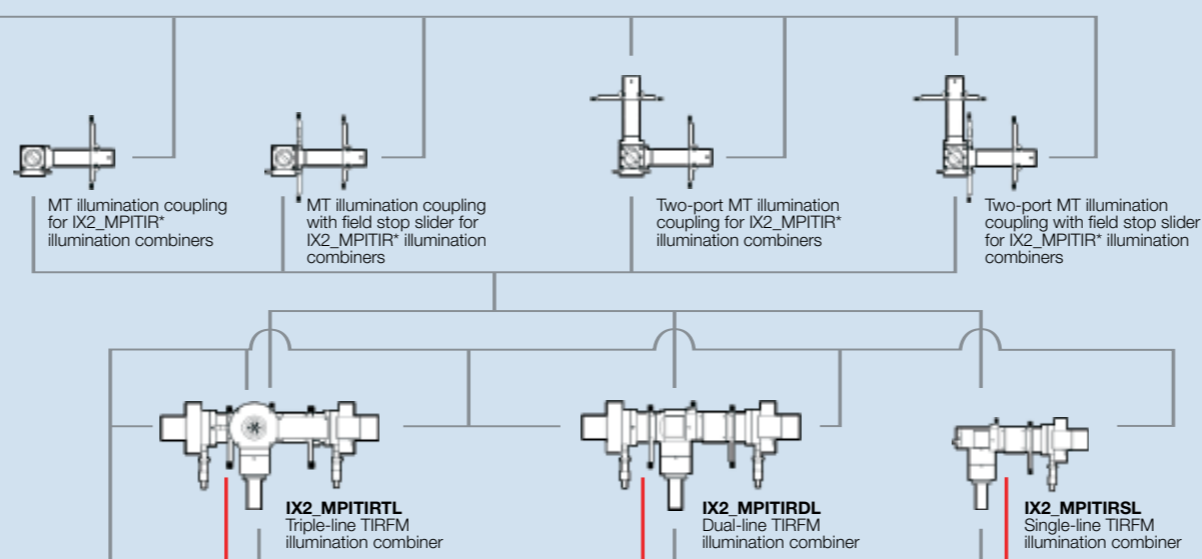 MT illumination coupling
for IX2_MPITIR*
illumination combiners
MT illumination coupling
with field stop slider for
IX2_MPITIR* illumination
combiners
Two-port MT illumination
coupling for IX2_MPITIR*
illumination combiners
Two-port MT illumination
coupling with field stop slider
for IX2_MPITIR* illumination
combiners
IX2_MPITIRTL
Triple-line TIRFM
illumination combiner
IX2_MPITIRDL
Dual-line TIRFM
illumination combiner
IX2_MPITIRSL
Single-line TIRFM
illumination combiner